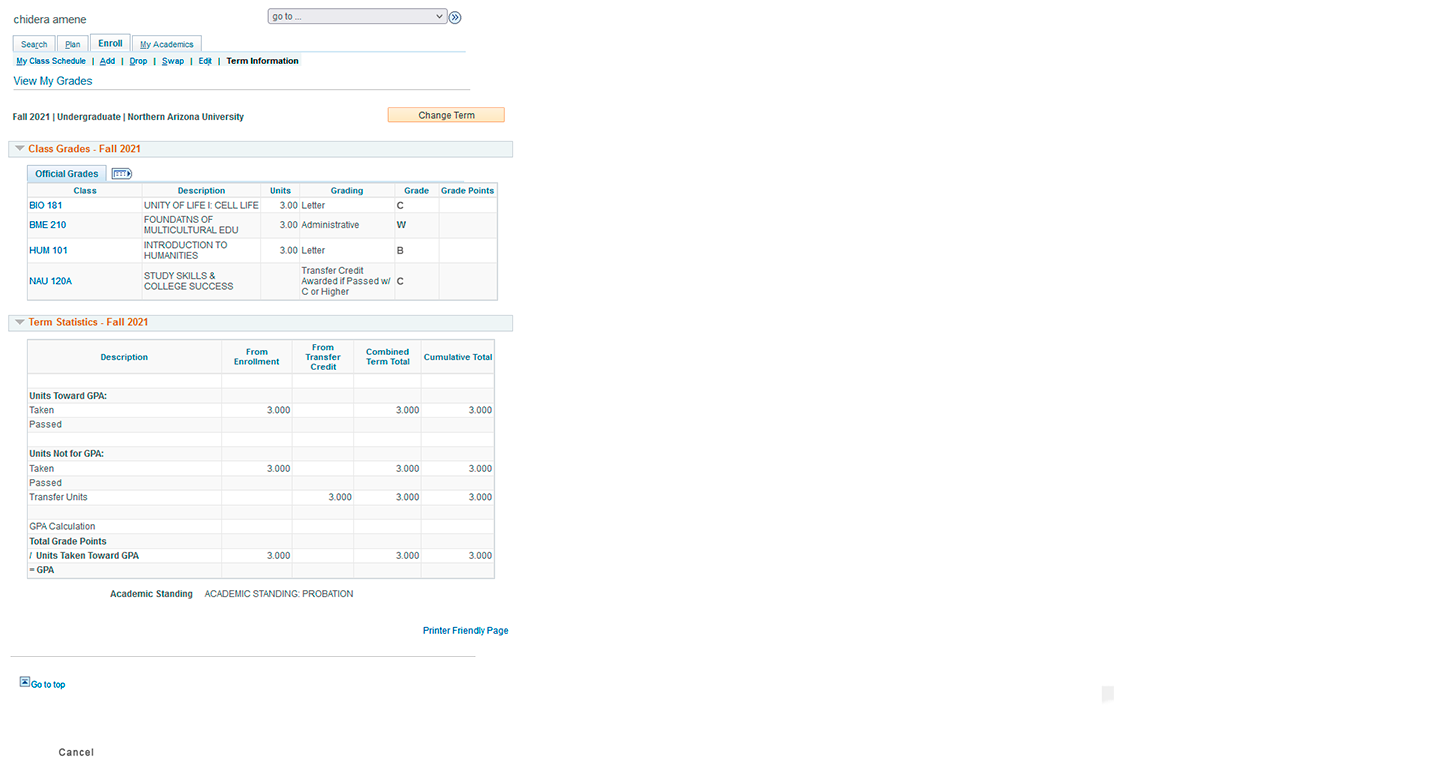 chidera amene
go to ...
Search Plan Enroll My Academics
My Class Schedule | Add | Drop | Swap | Edit | Term Information
View My Grades
Fall 2021 | Undergraduate | Northern Arizona University
Change Term
Class Grades - Fall 2021
Official Grades
Class Description Units Grading Grade Grade Points
BIO 181 UNITY OF LIFE I: CELL LIFE 3.00 Letter C
BME 210 FOUNDATNS OF MULTICULTURAL EDU 3.00 Administrative W
HUM 101 INTRODUCTION TO HUMANITIES 3.00 Letter B
NAU 120A STUDY SKILLS & COLLEGE SUCCESS Transfer Credit Awarded if Passed w/ C or Higher C
Term Statistics - Fall 2021
Description From Enrollment From Transfer Credit Combined Term Total Cumulative Total
Units Toward GPA:
Taken 3.000 3.000 3.000
Passed
Units Not for GPA:
Taken 3.000 3.000 3.000
Passed
Transfer Units 3.000 3.000 3.000
GPA Calculation
Total Grade Points
/ Units Taken Toward GPA 3.000 3.000 3.000
= GPA
Academic Standing ACADEMIC STANDING: PROBATION
Printer Friendly Page
Go to top
Cancel